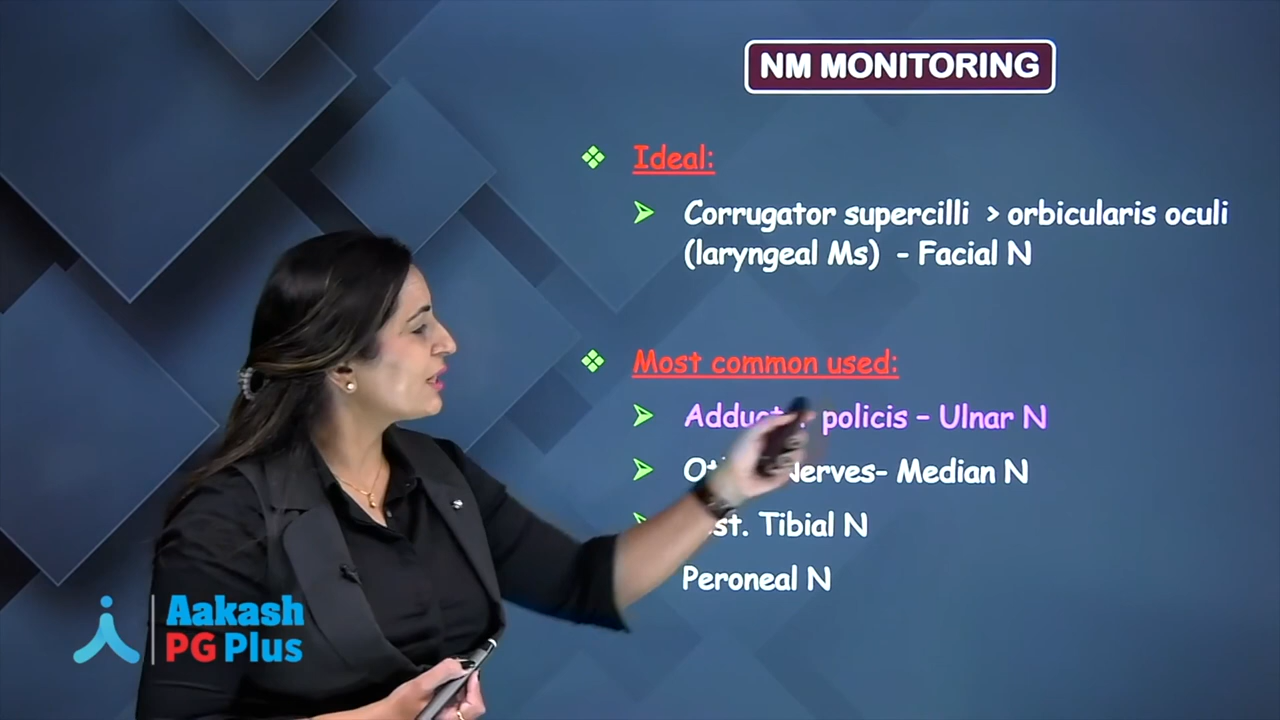 NM MONITORING
Ideal:
Corrugator supercilli > orbicularis oculi
(laryngeal Ms) - Facial N
Most common used:
policis - Ulnar N
Nerves- Median N
Tibial N
Peroneal N
Aakash
PG Plus